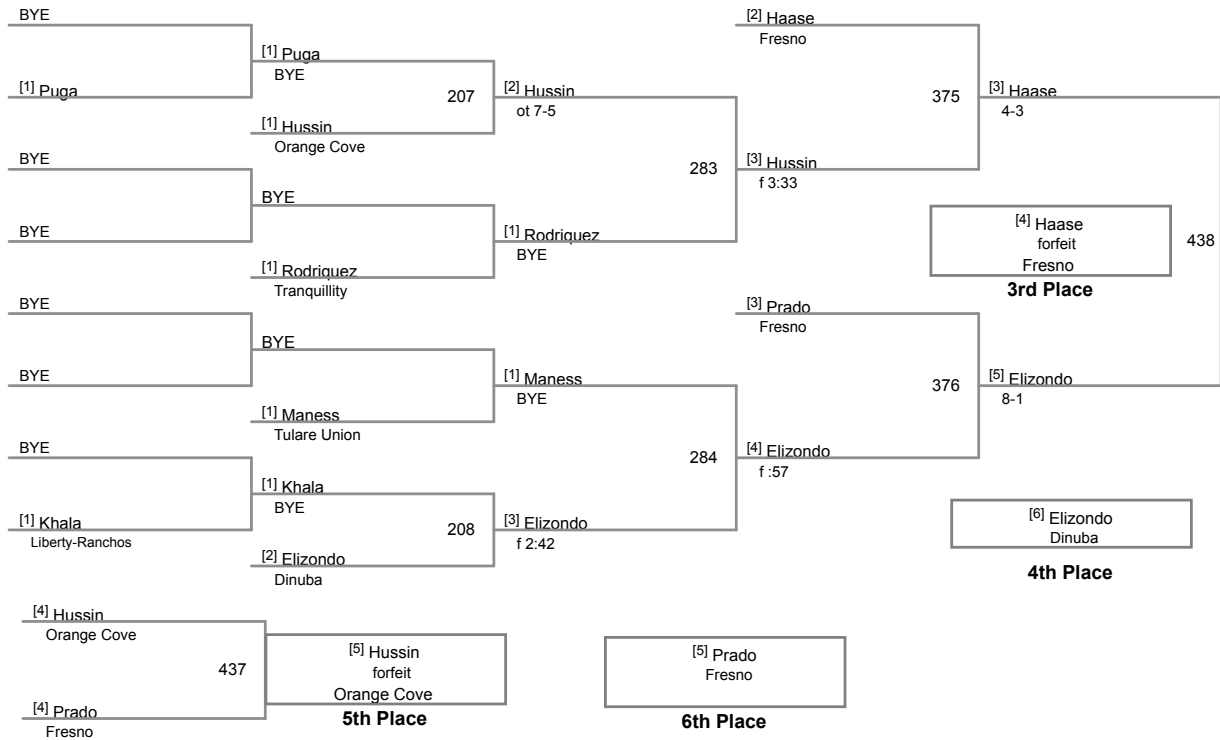 BYE
[1] Puga
BYE
BYE
BYE
BYE
BYE
[1] Khala
Liberty-Ranchos
[1] Puga
BYE
207
[1] Hussin
Orange Cove
BYE
[1] Rodriquez
Tranquillity
BYE
[1] Maness
Tulare Union
[1] Khala
BYE
208
[2] Elizondo
Dinuba
[2] Hussin
ot 7-5
283
[1] Rodriquez
BYE
[1] Maness
BYE
284
[3] Elizondo
f 2:42
[2] Haase
Fresno
375
[3] Hussin
f 3:33
[3] Prado
Fresno
376
[4] Elizondo
f :57
[3] Haase
4-3
438
[5] Elizondo
8-1
[4] Haase
forfeit
Fresno
3rd Place
[6] Elizondo
Dinuba
4th Place
[4] Hussin
Orange Cove
437
[4] Prado
Fresno
[5] Hussin
forfeit
Orange Cove
5th Place
[5] Prado
Fresno
6th Place